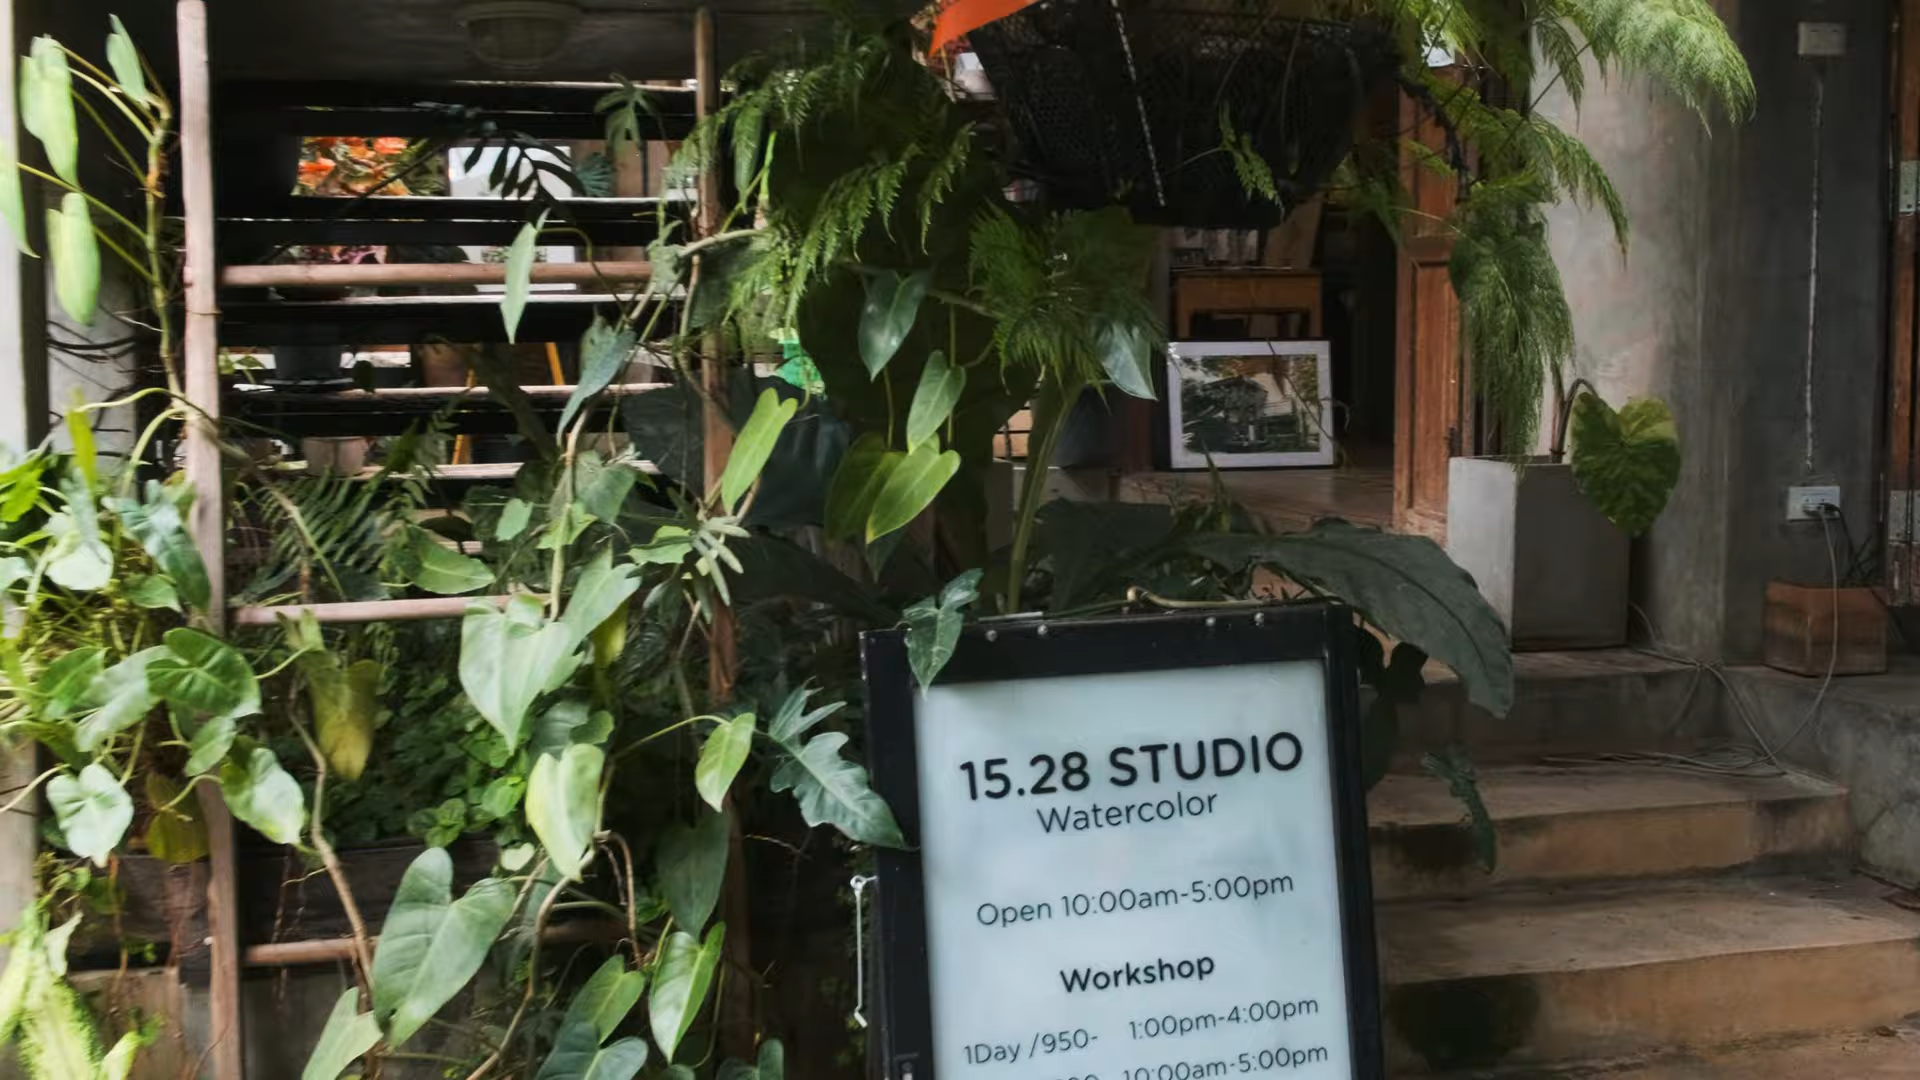 15.28 STUDIO
Watercolor
Open 10:00am-5:00pm
Workshop
1Day /950- 1:00pm-4:00pm
10:00am-5:00pm